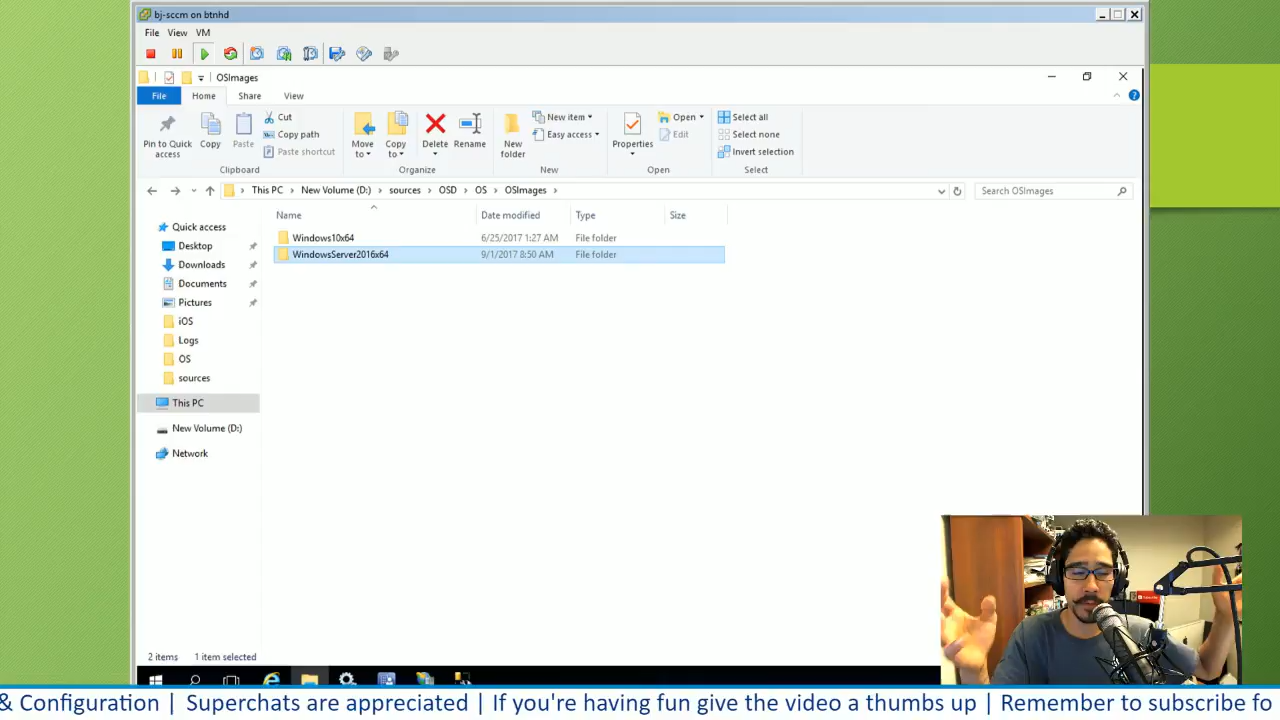 bj-sccm on btnhd
File View VM
OSImages
File Home Share View
Pin to Quick access
Copy
Paste
Cut
Copy path
Paste shortcut
Clipboard
Move to
Copy to
Delete
Rename
Organize
New folder
New item
Easy access
New
Properties
Open
Edit
Open
Select all
Select none
Invert selection
Select
This PC > New Volume (D:) > sources > OSD > OS > OSImages >
Search OSImages
Name Date modified Type Size
Windows10x64 6/25/2017 1:27 AM File folder
WindowsServer2016x64 9/1/2017 8:50 AM File folder
Quick access
Desktop
Downloads
Documents
Pictures
iOS
Logs
OS
sources
This PC
New Volume (D:)
Network
2 items 1 item selected
& Configuration | Superchats are appreciated | If you're having fun give the video a thumbs up | Remember to subscribe fo